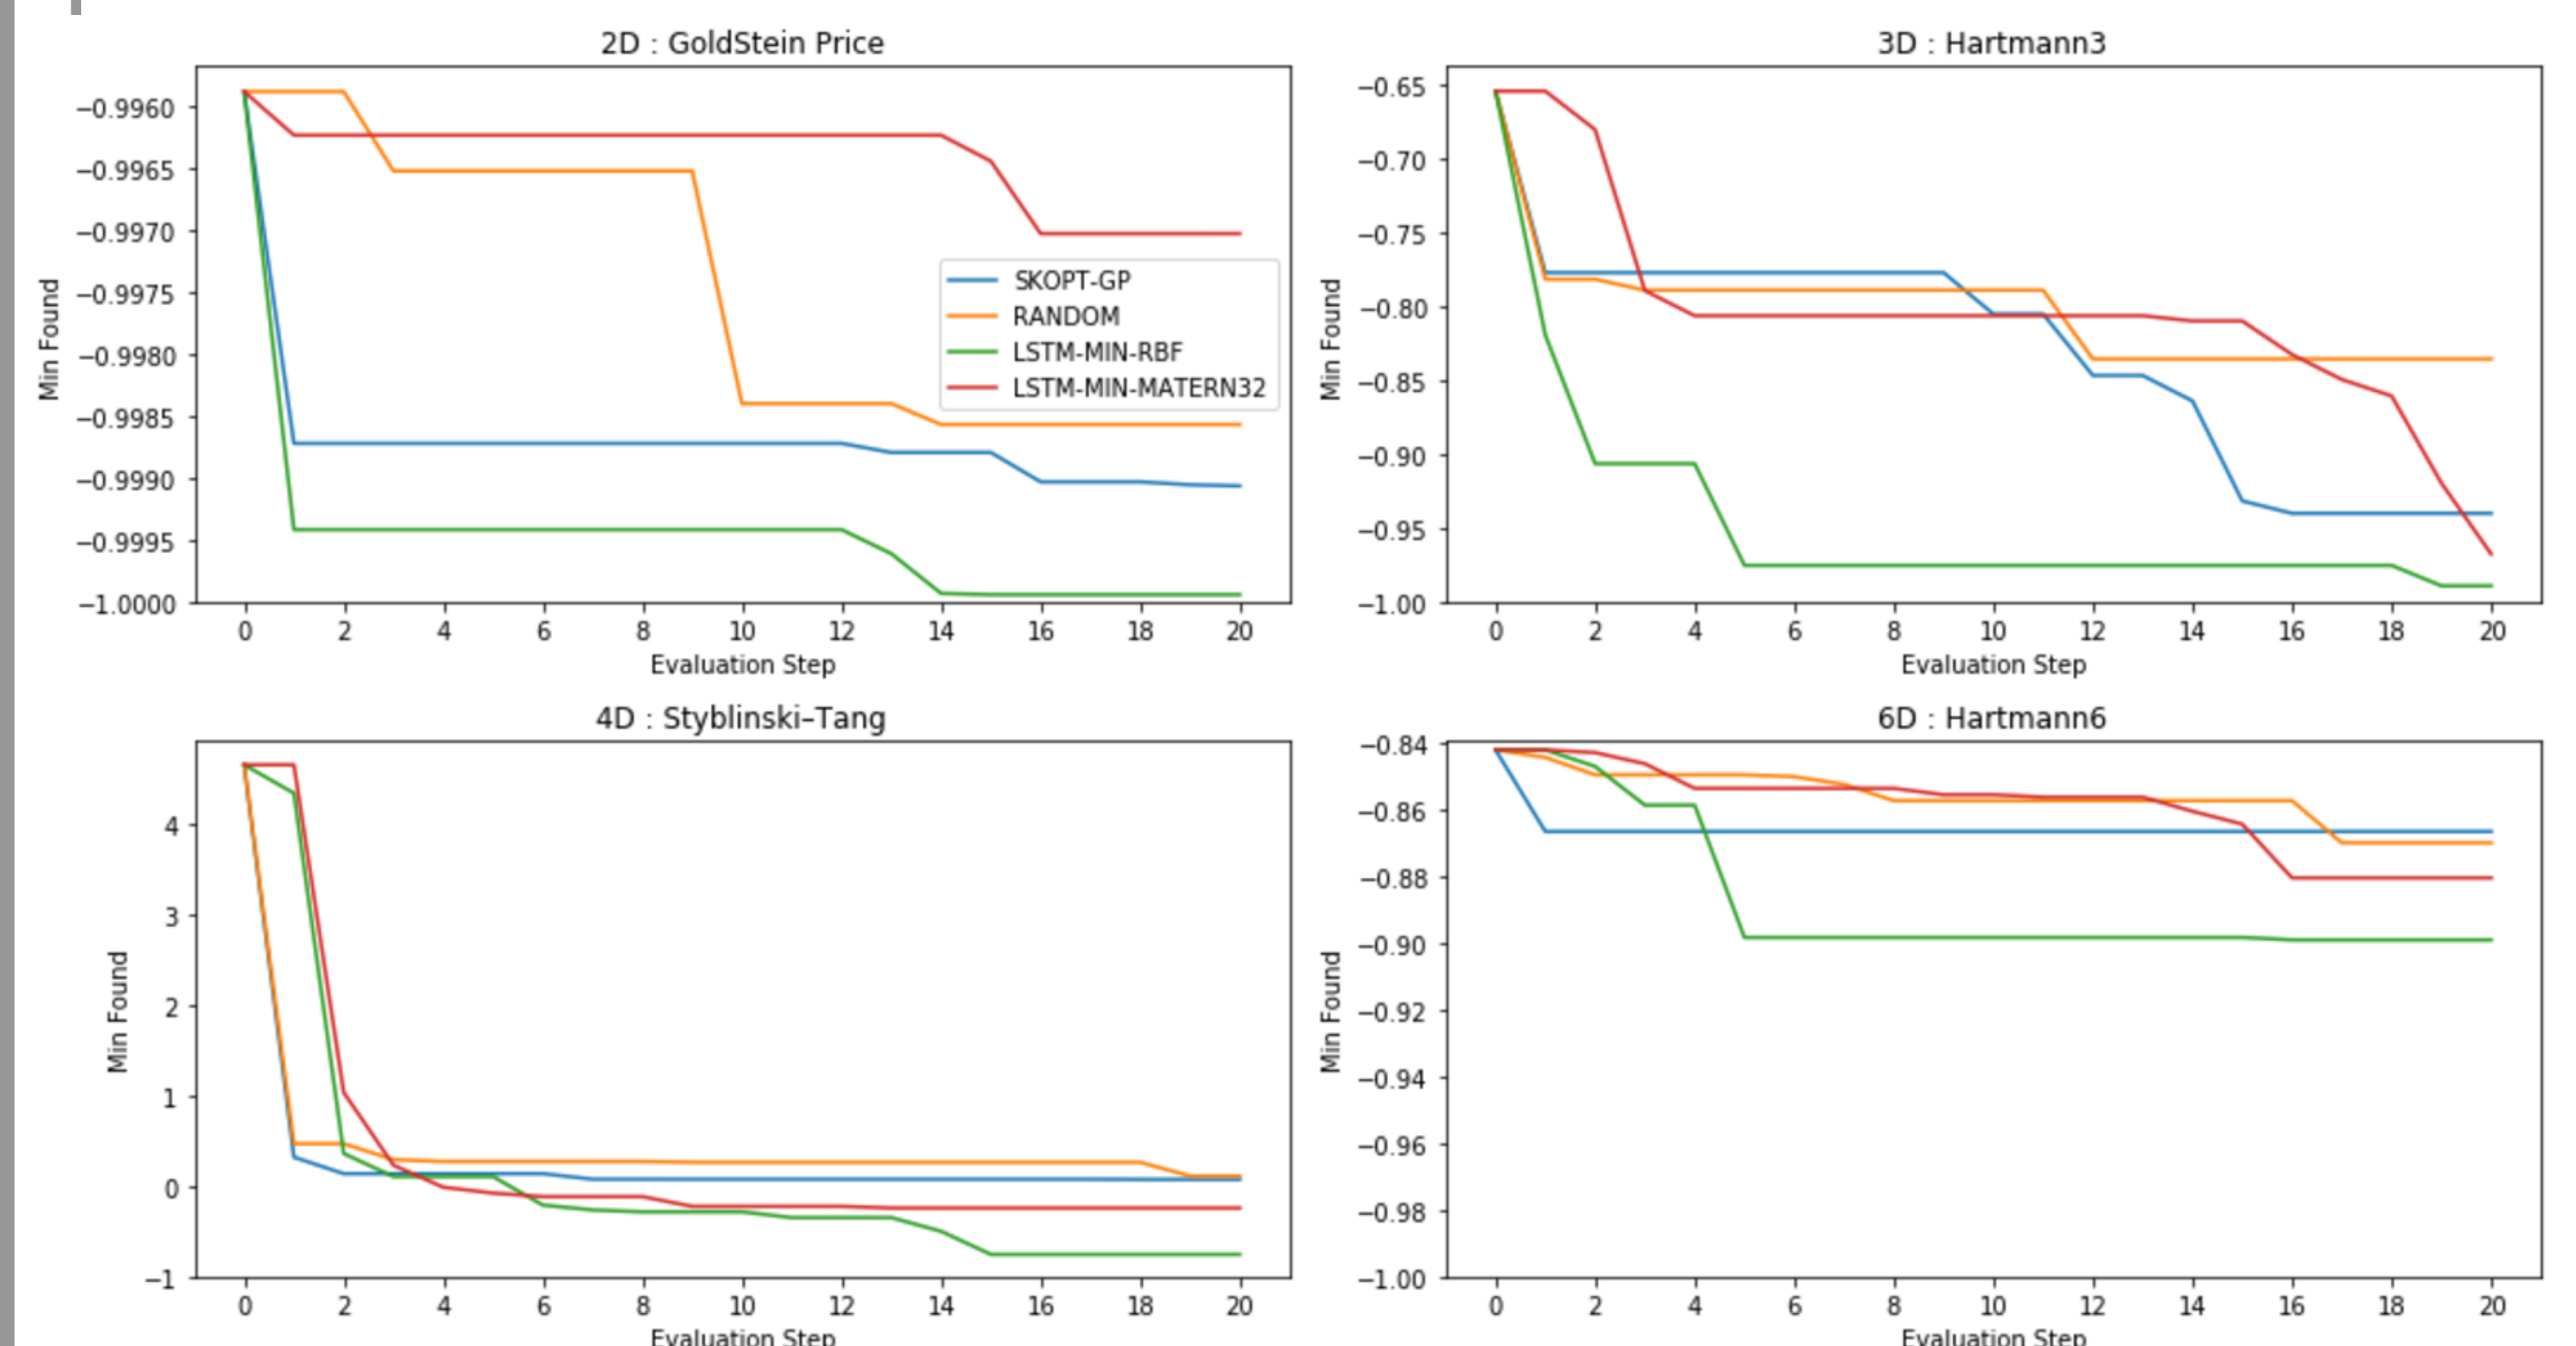 2D : GoldStein Price
−0.9960
−0.9965
−0.9970
−0.9975
−0.9980
−0.9985
−0.9990
−0.9995
−1.0000
Min Found
SKOPT-GP
RANDOM
LSTM-MIN-RBF
LSTM-MIN-MATERN32
0 2 4 6 8 10 12 14 16 18 20
Evaluation Step
3D : Hartmann3
−0.65
−0.70
−0.75
−0.80
−0.85
−0.90
−0.95
−1.00
Min Found
0 2 4 6 8 10 12 14 16 18 20
Evaluation Step
4D : Styblinski–Tang
4
3
2
1
0
−1
Min Found
0 2 4 6 8 10 12 14 16 18 20
Evaluation Step
6D : Hartmann6
−0.84
−0.86
−0.88
−0.90
−0.92
−0.94
−0.96
−0.98
−1.00
Min Found
0 2 4 6 8 10 12 14 16 18 20
Evaluation Step